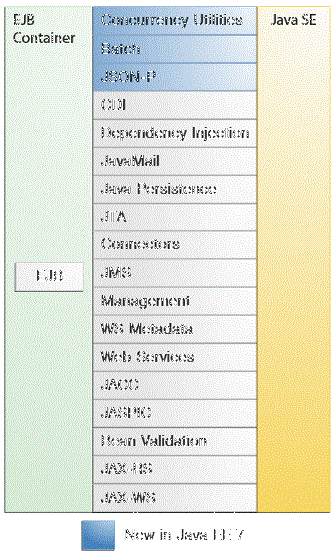 EJB
Container
EJB
Concurrency Utilities
Batch
JSON-P
CDI
Dependency Injection
JavaMail
Java Persistence
JTA
Connectors
JMS
Management
WS Metadata
Web Services
JACC
JASPIC
Bean Validation
JAX-RS
JAX-WS
Java SE
New in Java EE 7